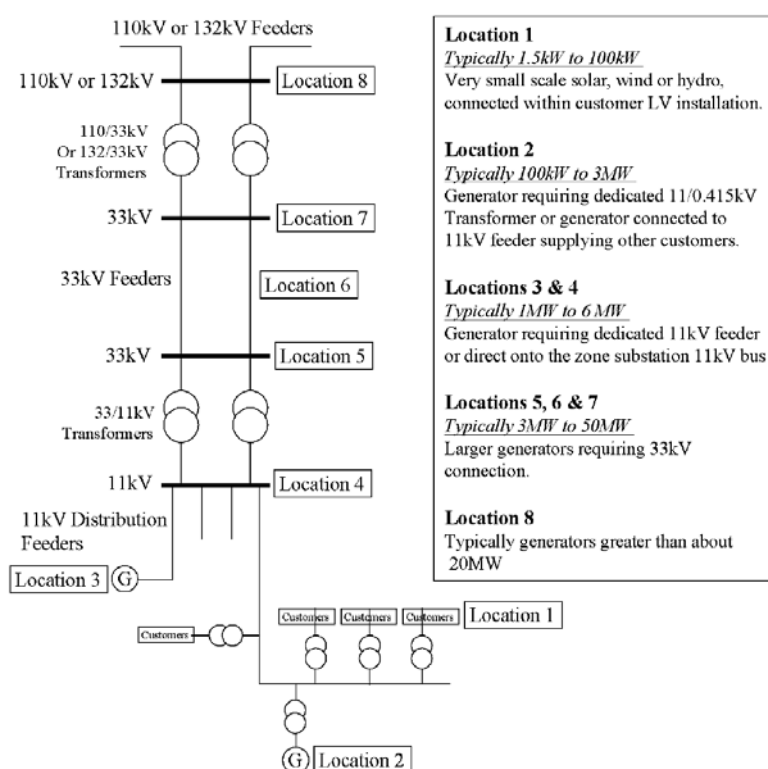 110kV or 132kV Feeders
110kV or 132kV
Location 8
110/33kV
Or 132/33kV
Transformers
33kV
Location 7
33kV Feeders
Location 6
33kV
Location 5
33/11kV
Transformers
11kV
Location 4
11kV Distribution
Feeders
Location 3
G
Customers
Customers
Customers
Customers
Location 1
G
Location 2
Location 1
Typically 1.5kW to 100kW
Very small scale solar, wind or hydro,
connected within customer LV installation.
Location 2
Typically 100kW to 3MW
Generator requiring dedicated 11/0.415kV
Transformer or generator connected to
11kV feeder supplying other customers.
Locations 3 & 4
Typically 1MW to 6 MW
Generator requiring dedicated 11kV feeder
or direct onto the zone substation 11kV bus
Locations 5, 6 & 7
Typically 3MW to 50MW
Larger generators requiring 33kV
connection.
Location 8
Typically generators greater than about
20MW